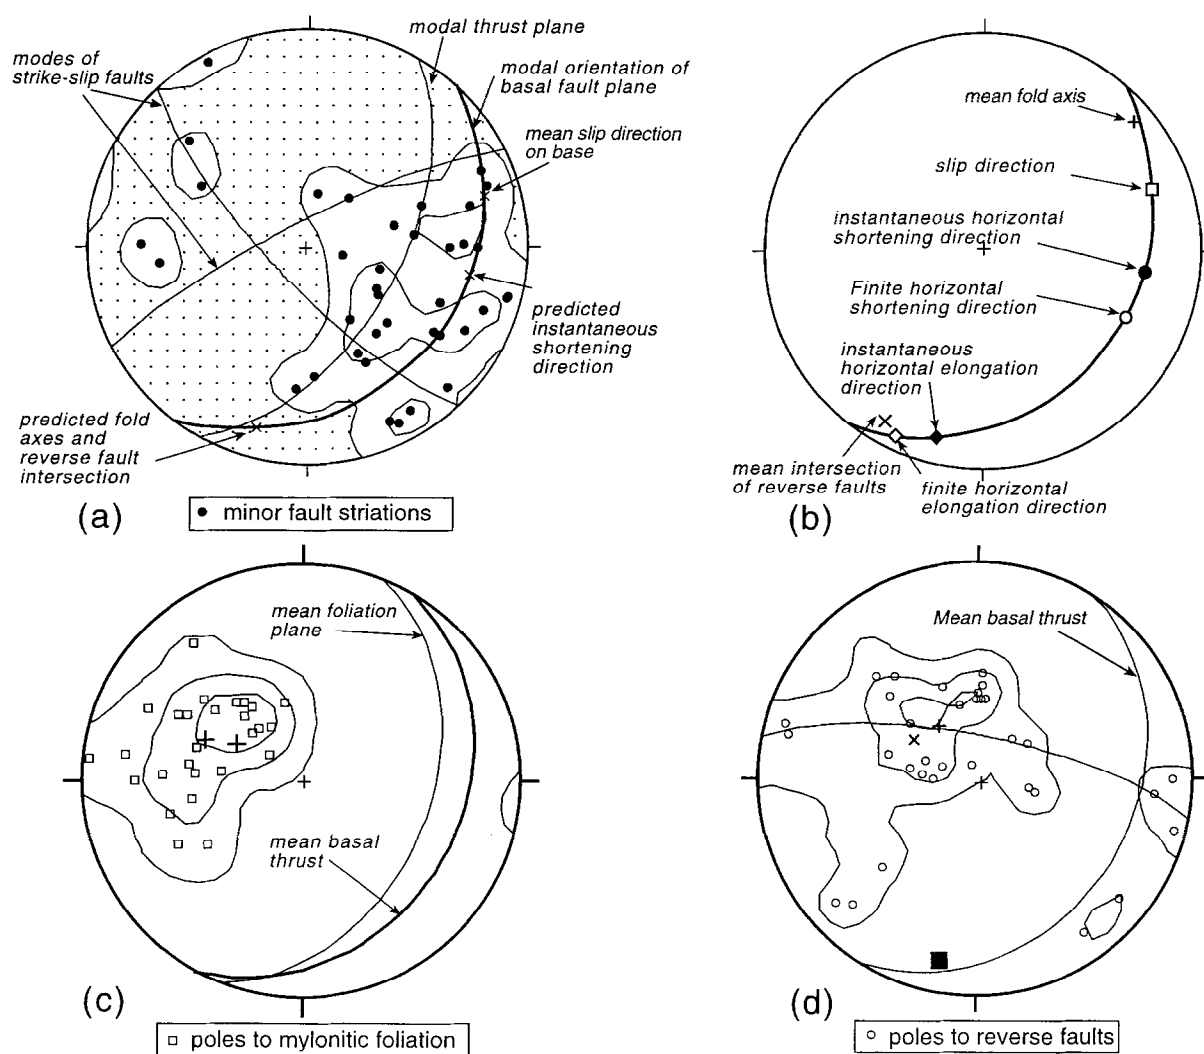 modes of
strike-slip faults
modal thrust plane
modal orientation of
basal fault plane
mean slip direction
on base
predicted
instantaneous
shortening
direction
predicted fold
axes and
reverse fault
intersection
(a)
minor fault striations
mean fold axis
slip direction
instantaneous horizontal
shortening direction
Finite horizontal
shortening direction
instantaneous
horizontal elongation
direction
mean intersection
of reverse faults
finite horizontal
elongation direction
(b)
mean foliation
plane
mean basal
thrust
(c)
poles to mylonitic foliation
Mean basal thrust
(d)
poles to reverse faults